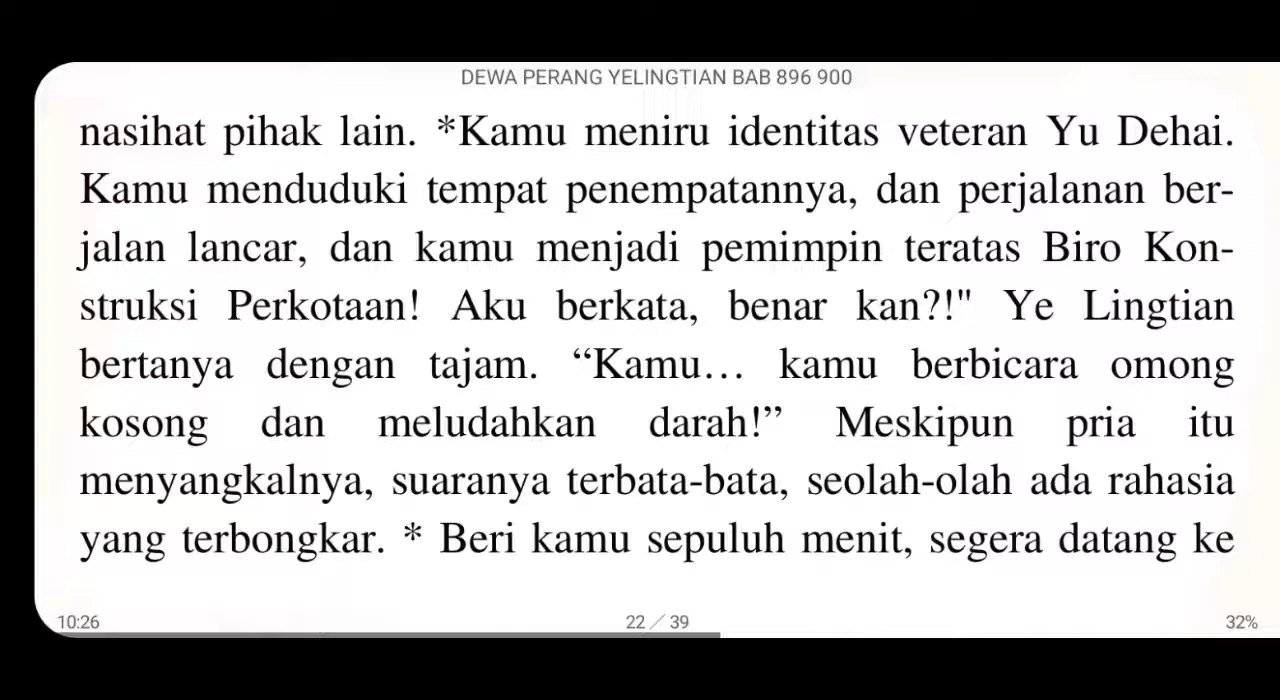 DEWA PERANG YELINGTIAN BAB 896 900
nasihat pihak lain. *Kamu meniru identitas veteran Yu Dehai.
Kamu menduduki tempat penempatannya, dan perjalanan ber-
jalan lancar, dan kamu menjadi pemimpin teratas Biro Kon-
struksi Perkotaan! Aku berkata, benar kan?!" Ye Lingtian
bertanya dengan tajam. “Kamu… kamu berbicara omong
kosong dan meludahkan darah!” Meskipun pria itu
menyangkalnya, suaranya terbata-bata, seolah-olah ada rahasia
yang terbongkar. * Beri kamu sepuluh menit, segera datang ke
10:26 22 / 39 32%